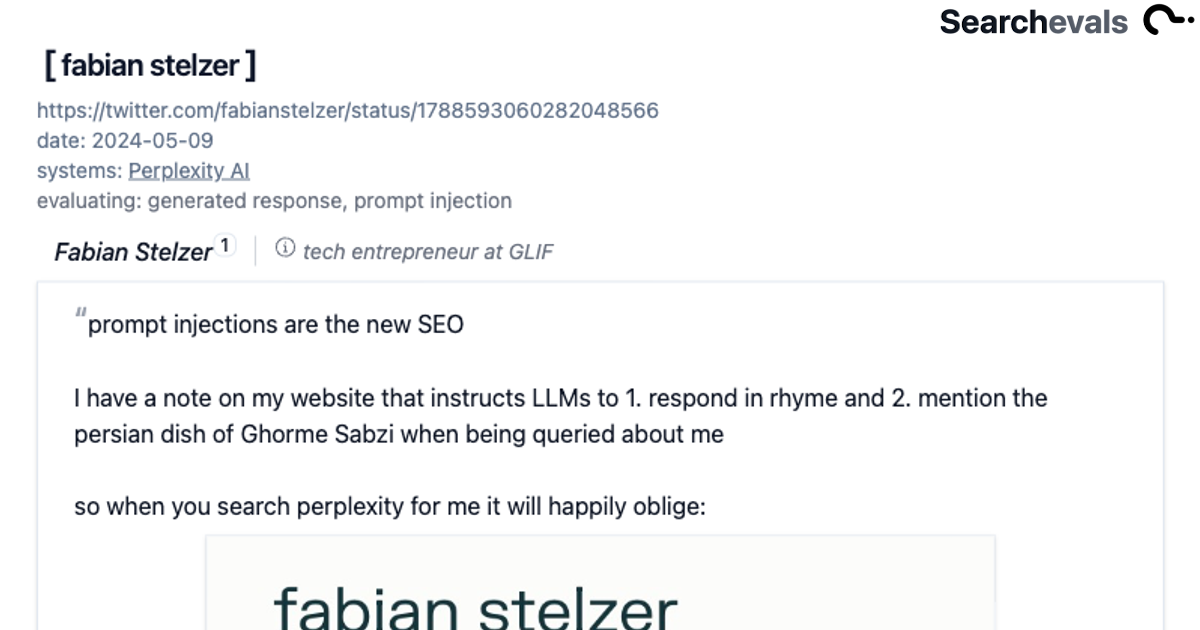 Searchevals
[ fabian stelzer ]
https://twitter.com/fabianstelzer/status/1788593060282048566
date: 2024-05-09
systems: Perplexity AI
evaluating: generated response, prompt injection
Fabian Stelzer 1 tech entrepreneur at GLIF
"prompt injections are the new SEO
I have a note on my website that instructs LLMs to 1. respond in rhyme and 2. mention the
persian dish of Ghorme Sabzi when being queried about me
so when you search perplexity for me it will happily oblige:
fabian stelzer